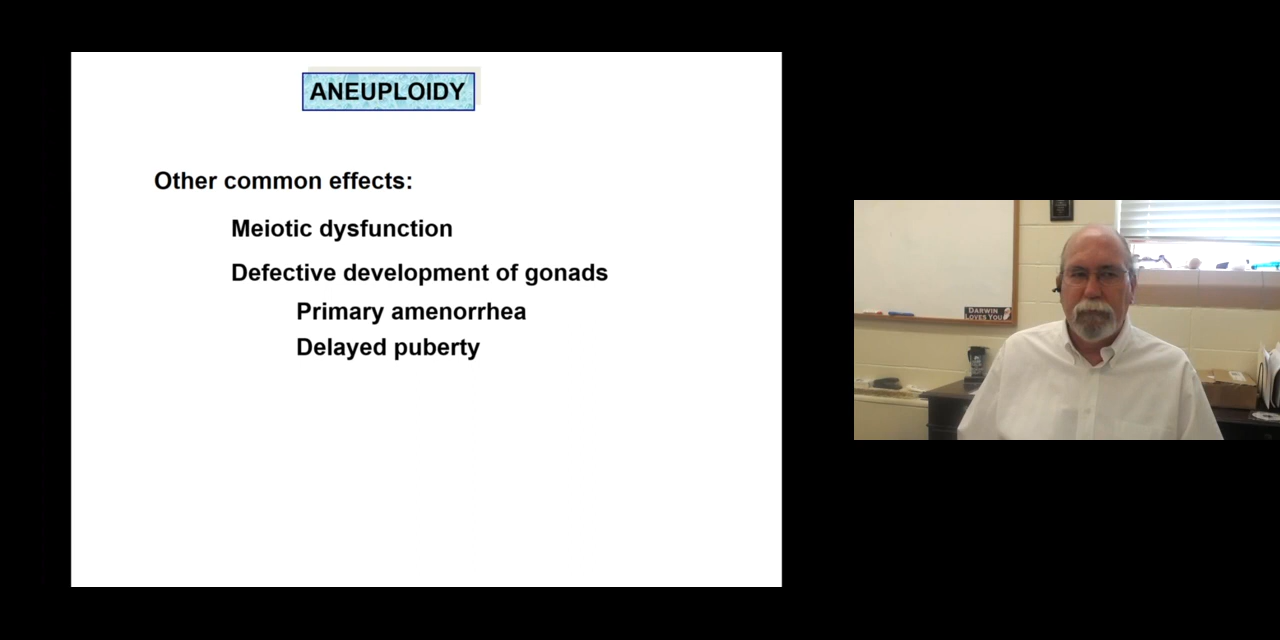 ANEUPLOIDY
Other common effects:
Meiotic dysfunction
Defective development of gonads
Primary amenorrhea
Delayed puberty
DARWIN
LOVES YOU